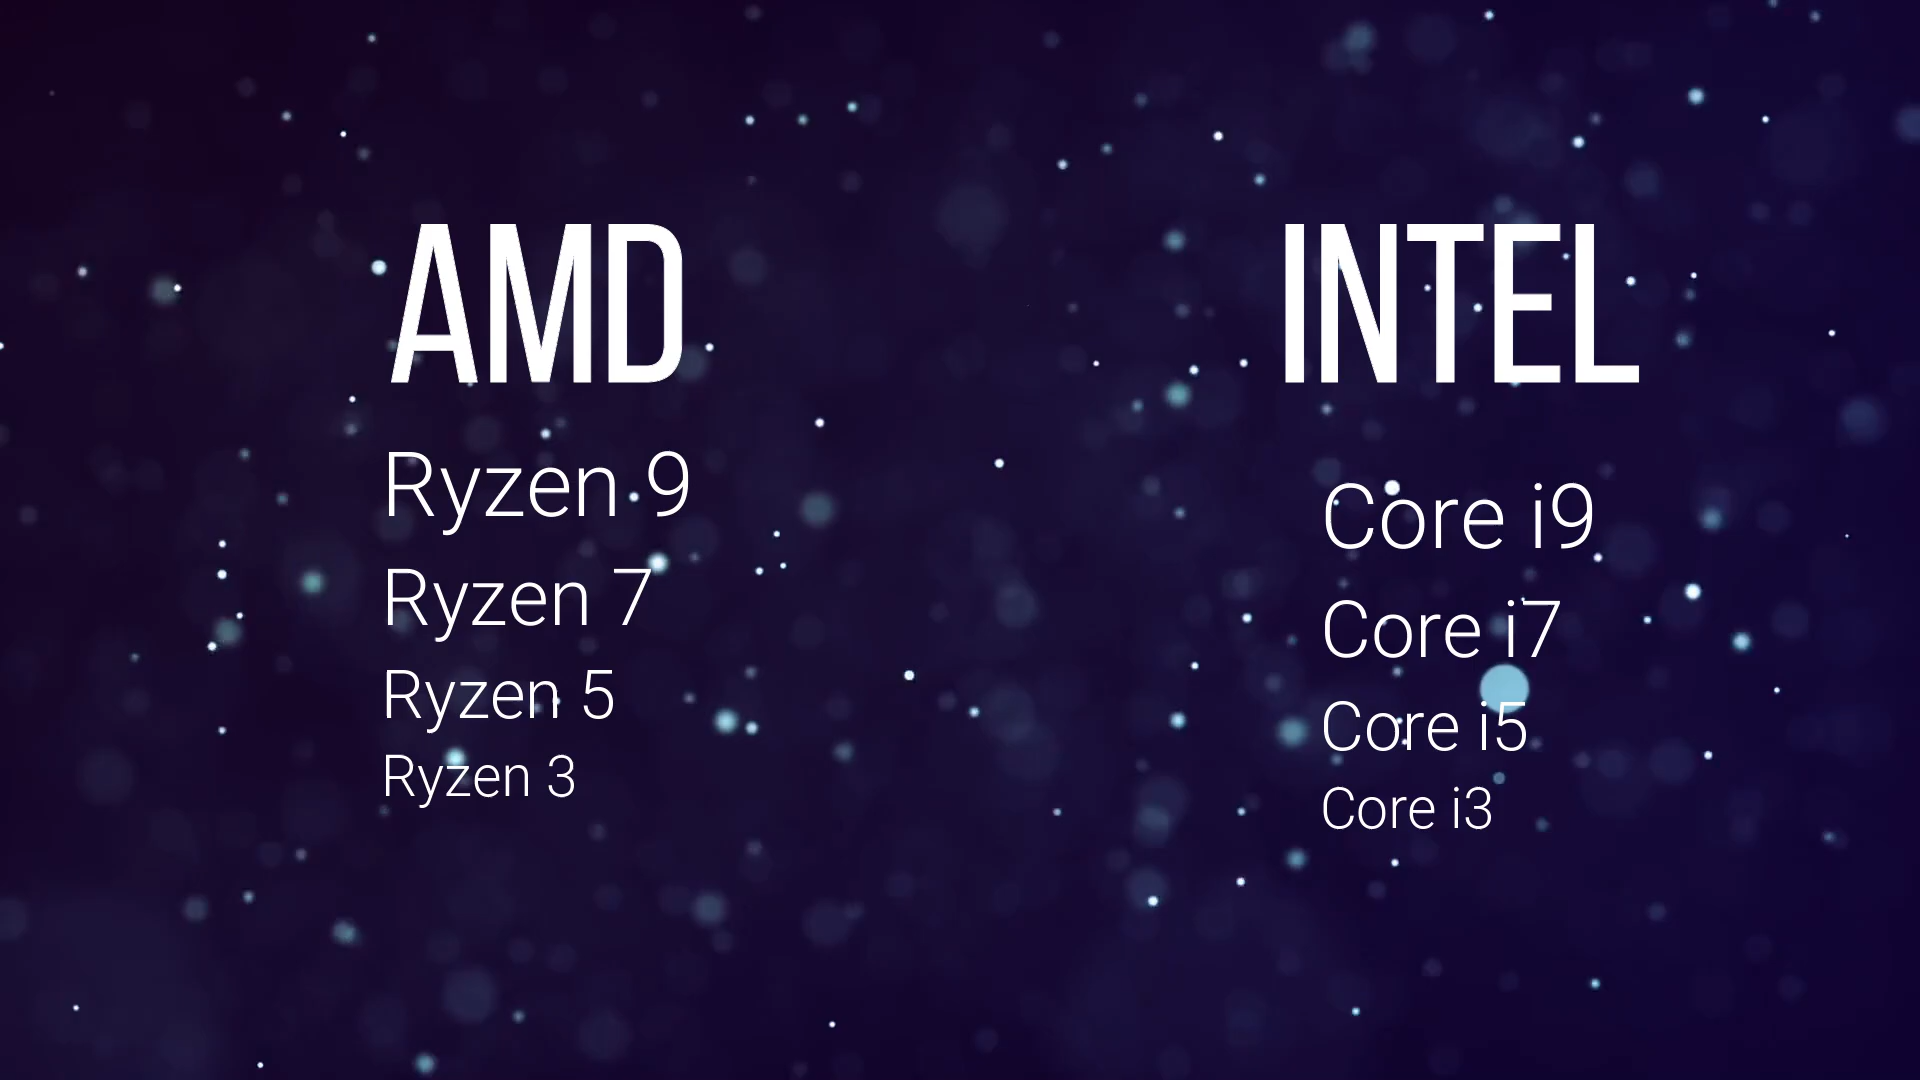 AMD
Ryzen 9
Ryzen 7
Ryzen 5
Ryzen 3
INTEL
Core i9
Core i7
Core i5
Core i3